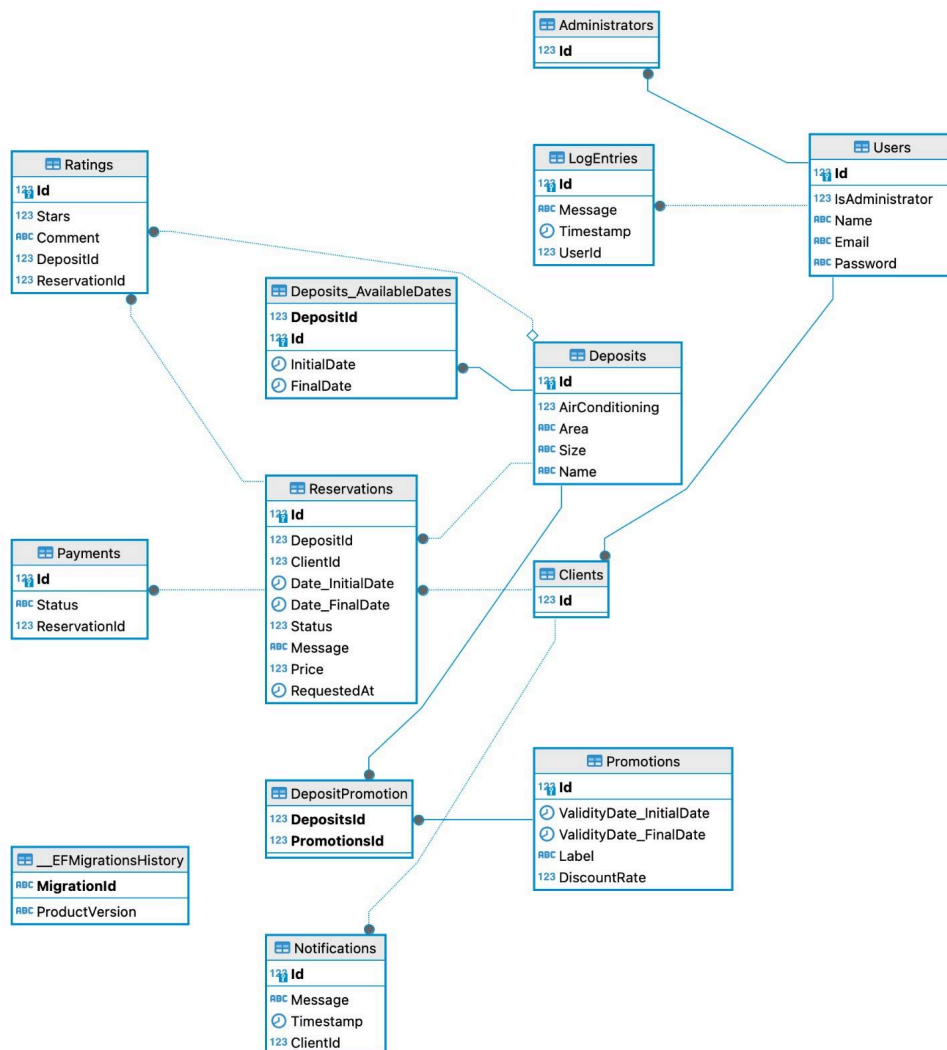 Administrators
123 Id
Ratings
123 Id
123 Stars
ABC Comment
123 DepositId
123 ReservationId
LogEntries
123 Id
ABC Message
Timestamp
123 UserId
Users
123 Id
123 IsAdministrator
ABC Name
ABC Email
ABC Password
Deposits_AvailableDates
123 DepositId
123 Id
InitialDate
FinalDate
Deposits
123 Id
123 AirConditioning
ABC Area
ABC Size
ABC Name
Reservations
123 Id
123 DepositId
123 ClientId
Date_InitialDate
Date_FinalDate
123 Status
ABC Message
123 Price
RequestedAt
Payments
123 Id
ABC Status
123 ReservationId
Clients
123 Id
DepositPromotion
123 DepositsId
123 PromotionsId
Promotions
123 Id
ValidityDate_InitialDate
ValidityDate_FinalDate
ABC Label
123 DiscountRate
__EFMigrationsHistory
ABC MigrationId
ABC ProductVersion
Notifications
123 Id
ABC Message
Timestamp
123 ClientId